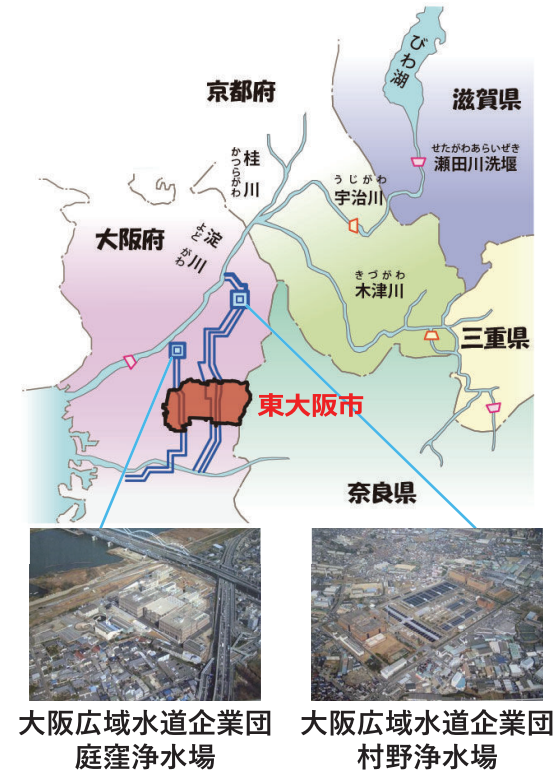 びわ湖
京都府
滋賀県
せたがわあらいぜき
瀬田川洗堰
桂川
かつらがわ
うじがわ
宇治川
大阪府
淀川
よどがわ
きづがわ
木津川
三重県
東大阪市
奈良県
大阪広域水道企業団
庭窪浄水場
大阪広域水道企業団
村野浄水場